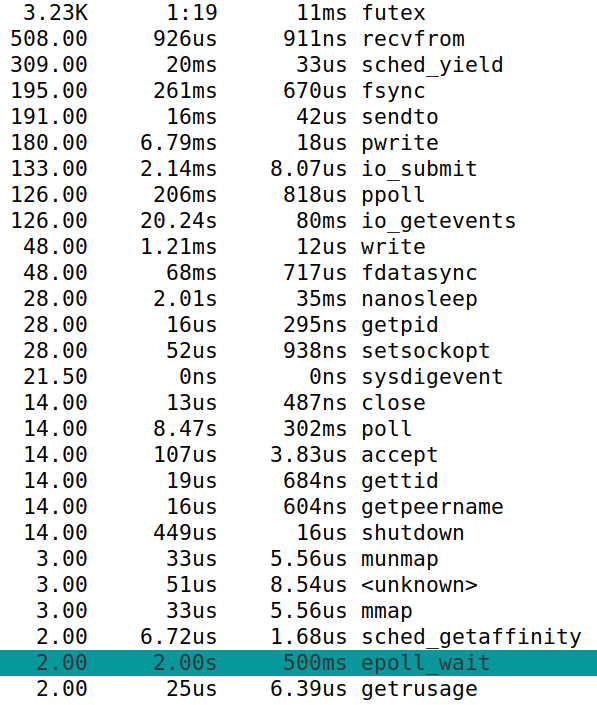 3.23K 1:19 11ms futex
508.00 926us 911ns recvfrom
309.00 20ms 33us sched_yield
195.00 261ms 670us fsync
191.00 16ms 42us sendto
180.00 6.79ms 18us pwrite
133.00 2.14ms 8.07us io_submit
126.00 206ms 818us ppoll
126.00 20.24s 80ms io_getevents
48.00 1.21ms 12us write
48.00 68ms 717us fdatasync
28.00 2.01s 35ms nanosleep
28.00 16us 295ns getpid
28.00 52us 938ns setsockopt
21.50 0ns 0ns sysdigevent
14.00 13us 487ns close
14.00 8.47s 302ms poll
14.00 107us 3.83us accept
14.00 19us 684ns gettid
14.00 16us 604ns getpeername
14.00 449us 16us shutdown
3.00 33us 5.56us munmap
3.00 51us 8.54us <unknown>
3.00 33us 5.56us mmap
2.00 6.72us 1.68us sched_getaffinity
2.00 2.00s 500ms epoll_wait
2.00 25us 6.39us getrusage